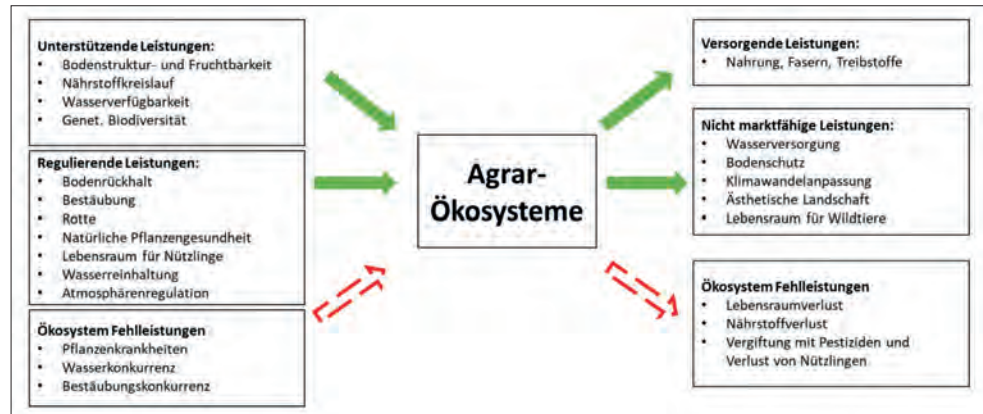 Unterstützende Leistungen:
• Bodenstruktur- und Fruchtbarkeit
• Nährstoffkreislauf
• Wasserverfügbarkeit
• Genet. Biodiversität
Regulierende Leistungen:
• Bodenrückhalt
• Bestäubung
• Rotte
• Natürliche Pflanzengesundheit
• Lebensraum für Nützlinge
• Wasserreinhaltung
• Atmosphärenregulation
Ökosystem Fehlleistungen
• Pflanzenkrankheiten
• Wasserkonkurrenz
• Bestäubungskonkurrenz
Agrar-
Ökosysteme
Versorgende Leistungen:
• Nahrung, Fasern, Treibstoffe
Nicht marktfähige Leistungen:
• Wasserversorgung
• Bodenschutz
• Klimawandelanpassung
• Ästhetische Landschaft
• Lebensraum für Wildtiere
Ökosystem Fehlleistungen
• Lebensraumverlust
• Nährstoffverlust
• Vergiftung mit Pestiziden und
Verlust von Nützlingen